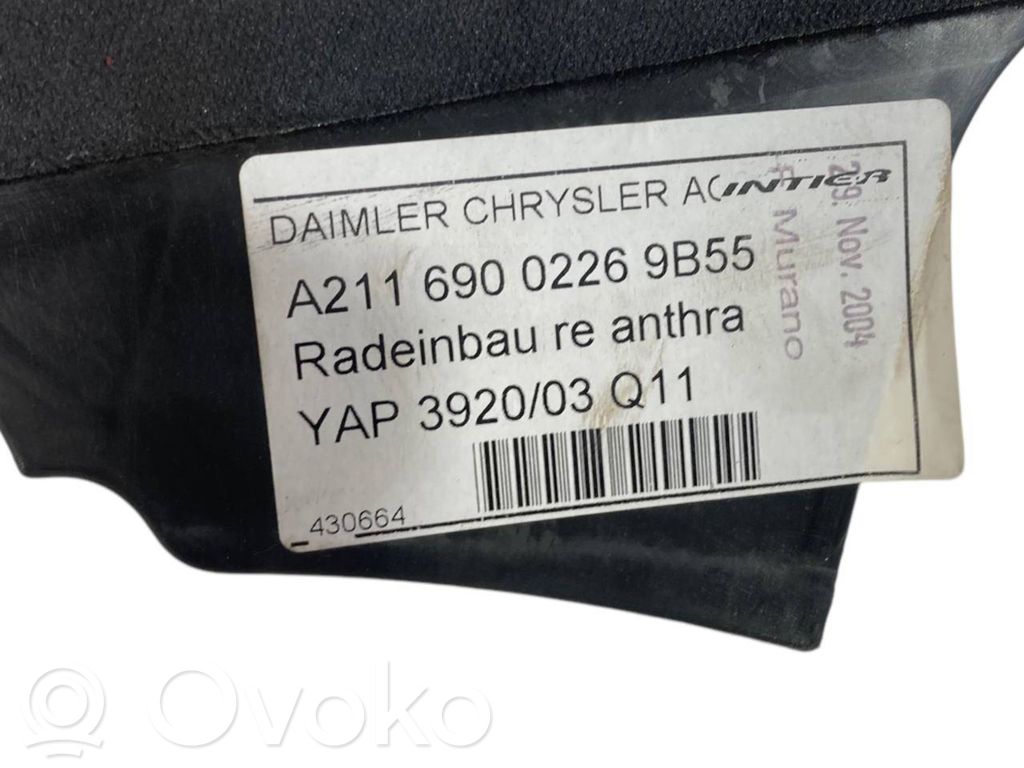 DAIMLER CHRYSLER AG INTIER
A211 690 0226 9B55
Radeinbau re anthra
YAP 3920/03 Q11
430664
29. Nov. 2004
F. Murano
Ovoko